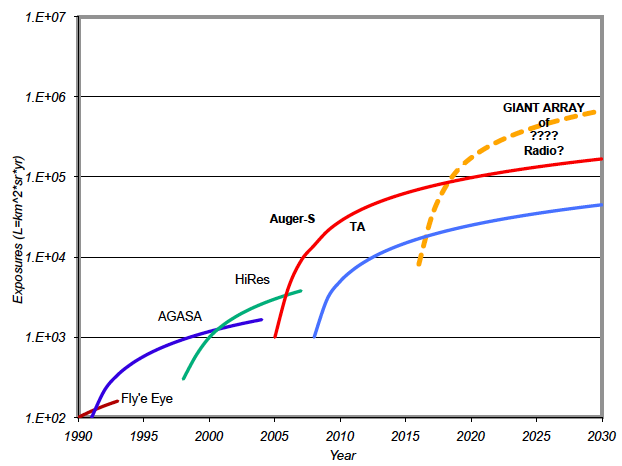 1.E+07
1.E+06
GIANT ARRAY
of
????
Radio?
1.E+05
Auger-S
TA
1.E+04
HiRes
AGASA
1.E+03
Fly'e Eye
1.E+02
1990 1995 2000 2005 2010 2015 2020 2025 2030
Year
Exposures (L=km^2*sr*yr)